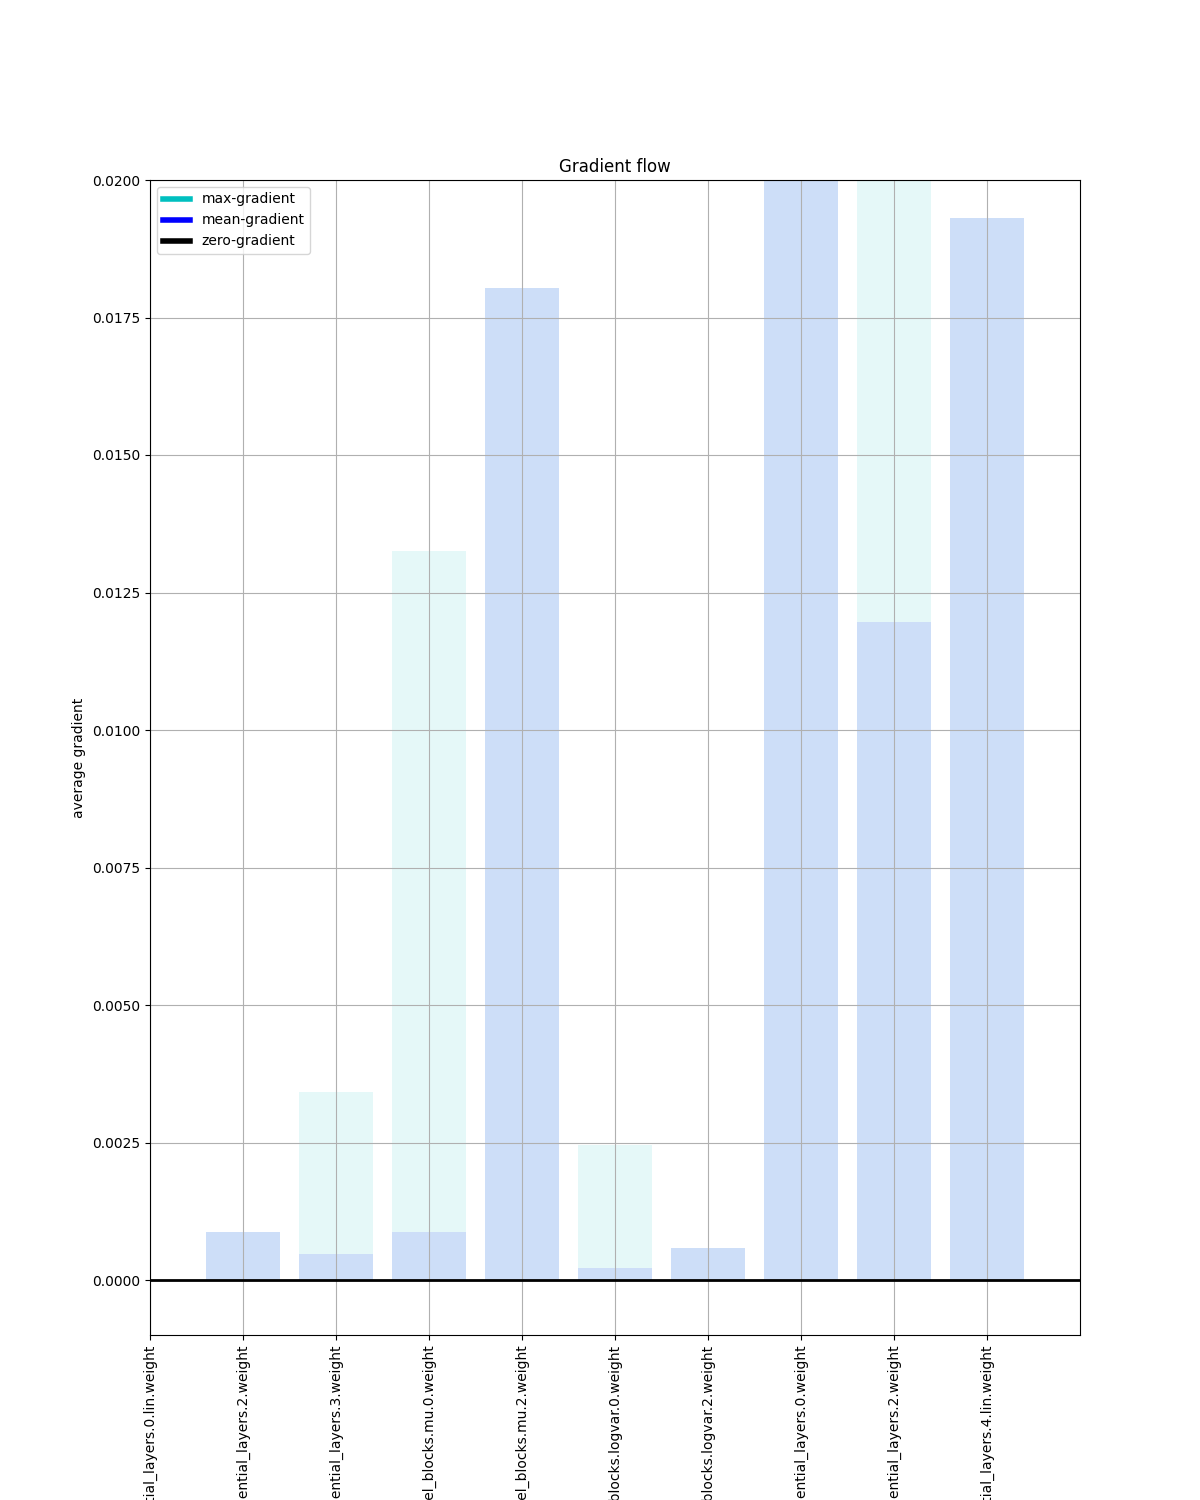 Gradient flow
max-gradient
mean-gradient
zero-gradient
0.0200
0.0175
0.0150
0.0125
0.0100
0.0075
0.0050
0.0025
0.0000
average gradient
tial_layers.0.lin.weight
ential_layers.2.weight
ential_layers.3.weight
el_blocks.mu.0.weight
el_blocks.mu.2.weight
blocks.logvar.0.weight
blocks.logvar.2.weight
ential_layers.0.weight
ential_layers.2.weight
tial_layers.4.lin.weight